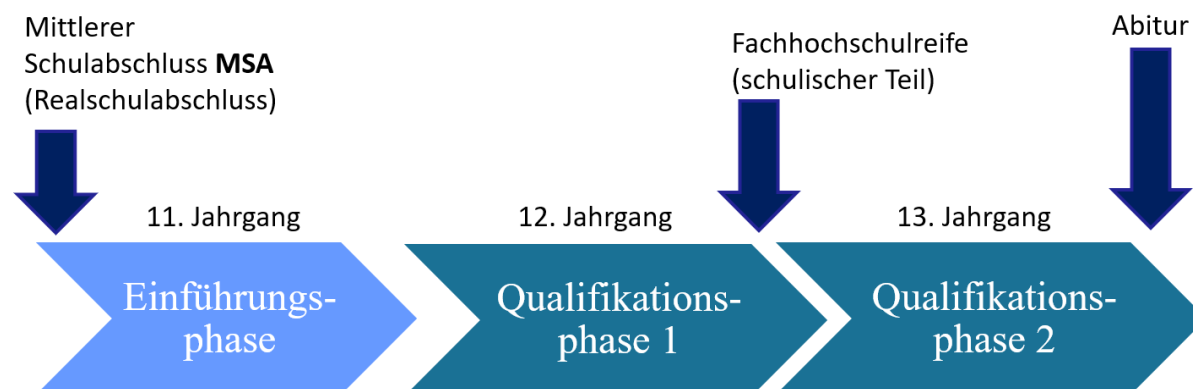 Mittlerer
Schulabschluss MSA
(Realschulabschluss)
Fachhochschulreife
(schulischer Teil)
Abitur
11. Jahrgang
12. Jahrgang
13. Jahrgang
Einführungs-
phase
Qualifikations-
phase 1
Qualifikations-
phase 2